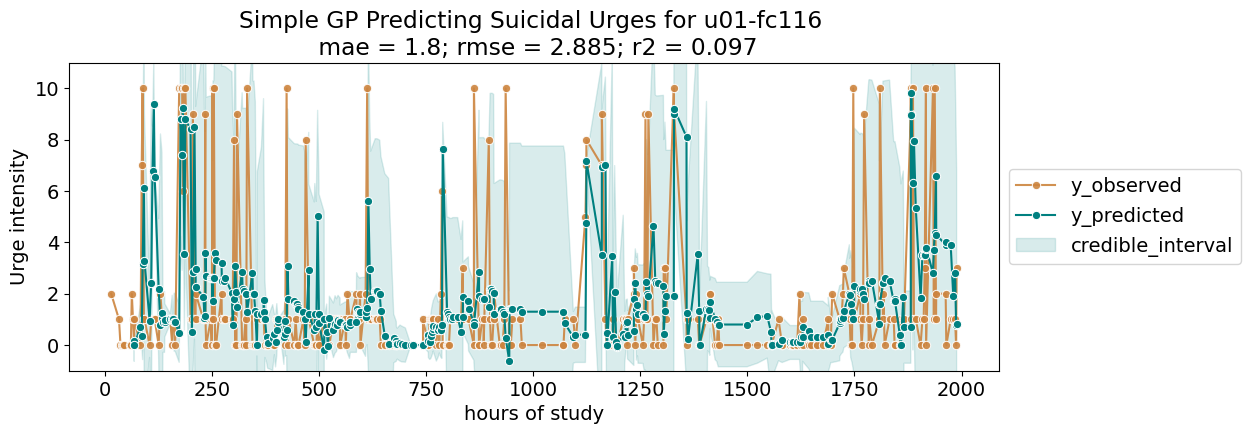 Simple GP Predicting Suicidal Urges for u01-fc116
mae = 1.8; rmse = 2.885; r2 = 0.097
Urge intensity
10
8
6
4
2
0
0 250 500 750 1000 1250 1500 1750 2000
hours of study
y_observed
y_predicted
credible_interval